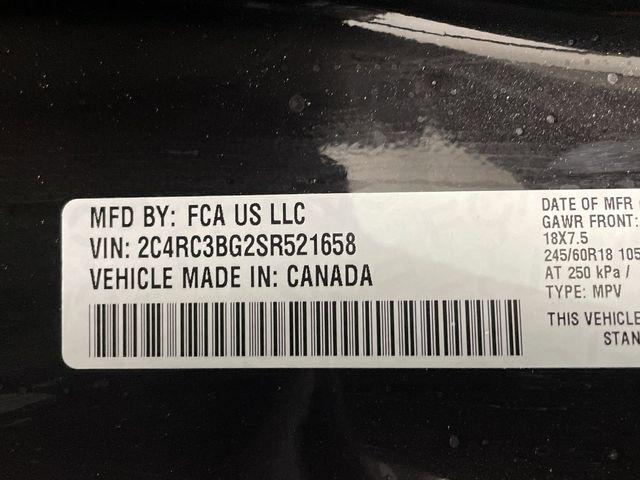 MFD BY: FCA US LLC
VIN: 2C4RC3BG2SR521658
VEHICLE MADE IN: CANADA
DATE OF MFR
GAWR FRONT:
18X7.5
245/60R18 105
AT 250 kPa /
TYPE: MPV
THIS VEHICLE
STAN